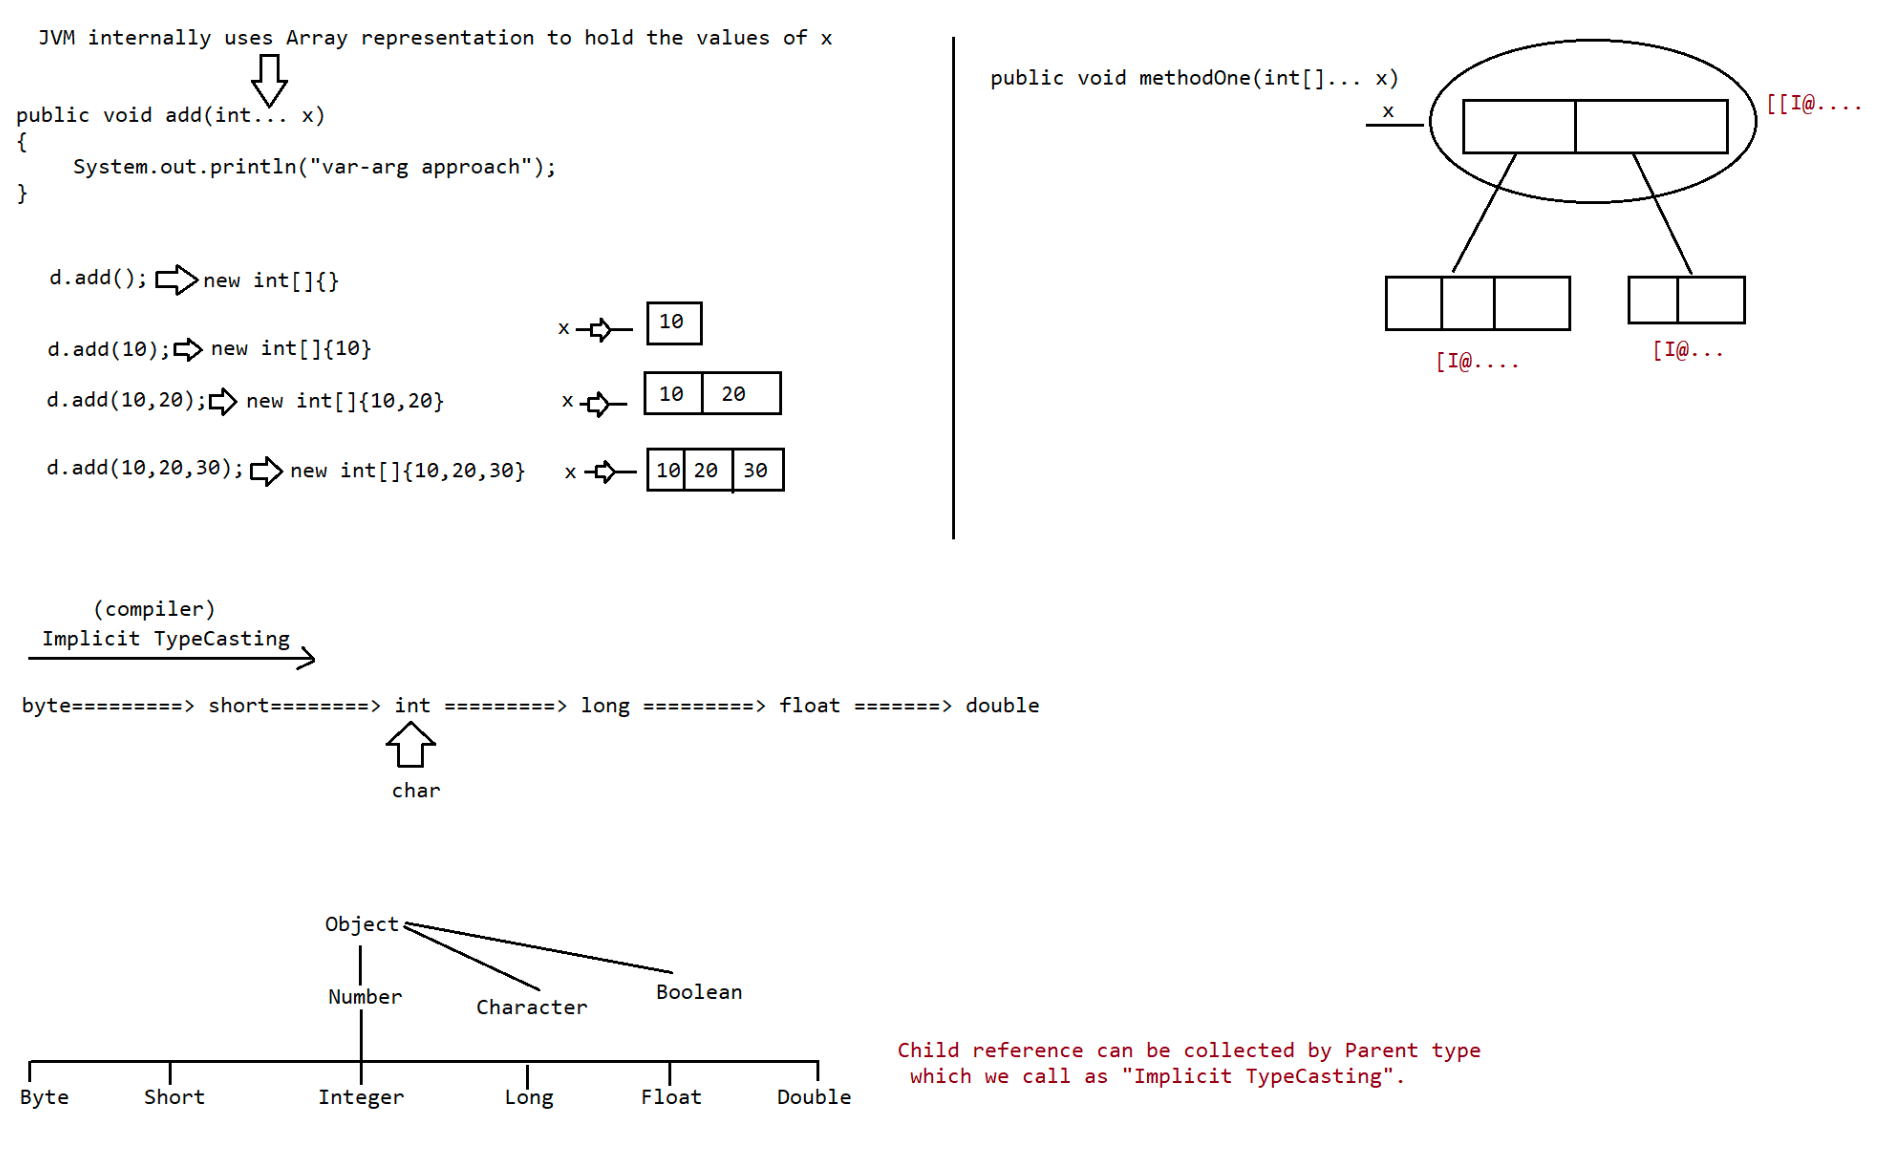 JVM internally uses Array representation to hold the values of x
public void add(int... x)
{
System.out.println("var-arg approach");
}
d.add(); new int[]{}
d.add(10); new int[]{10}
x 10
d.add(10,20); new int[]{10,20}
x 10 20
d.add(10,20,30); new int[]{10,20,30}
x 10 20 30
public void methodOne(int[]... x)
x
[[I@....
[I@....
[I@...
(compiler)
Implicit TypeCasting
byte=========> short========> int =========> long =========> float =======> double
char
Object
Number
Character
Boolean
Byte Short Integer Long Float Double
Child reference can be collected by Parent type
which we call as "Implicit TypeCasting".